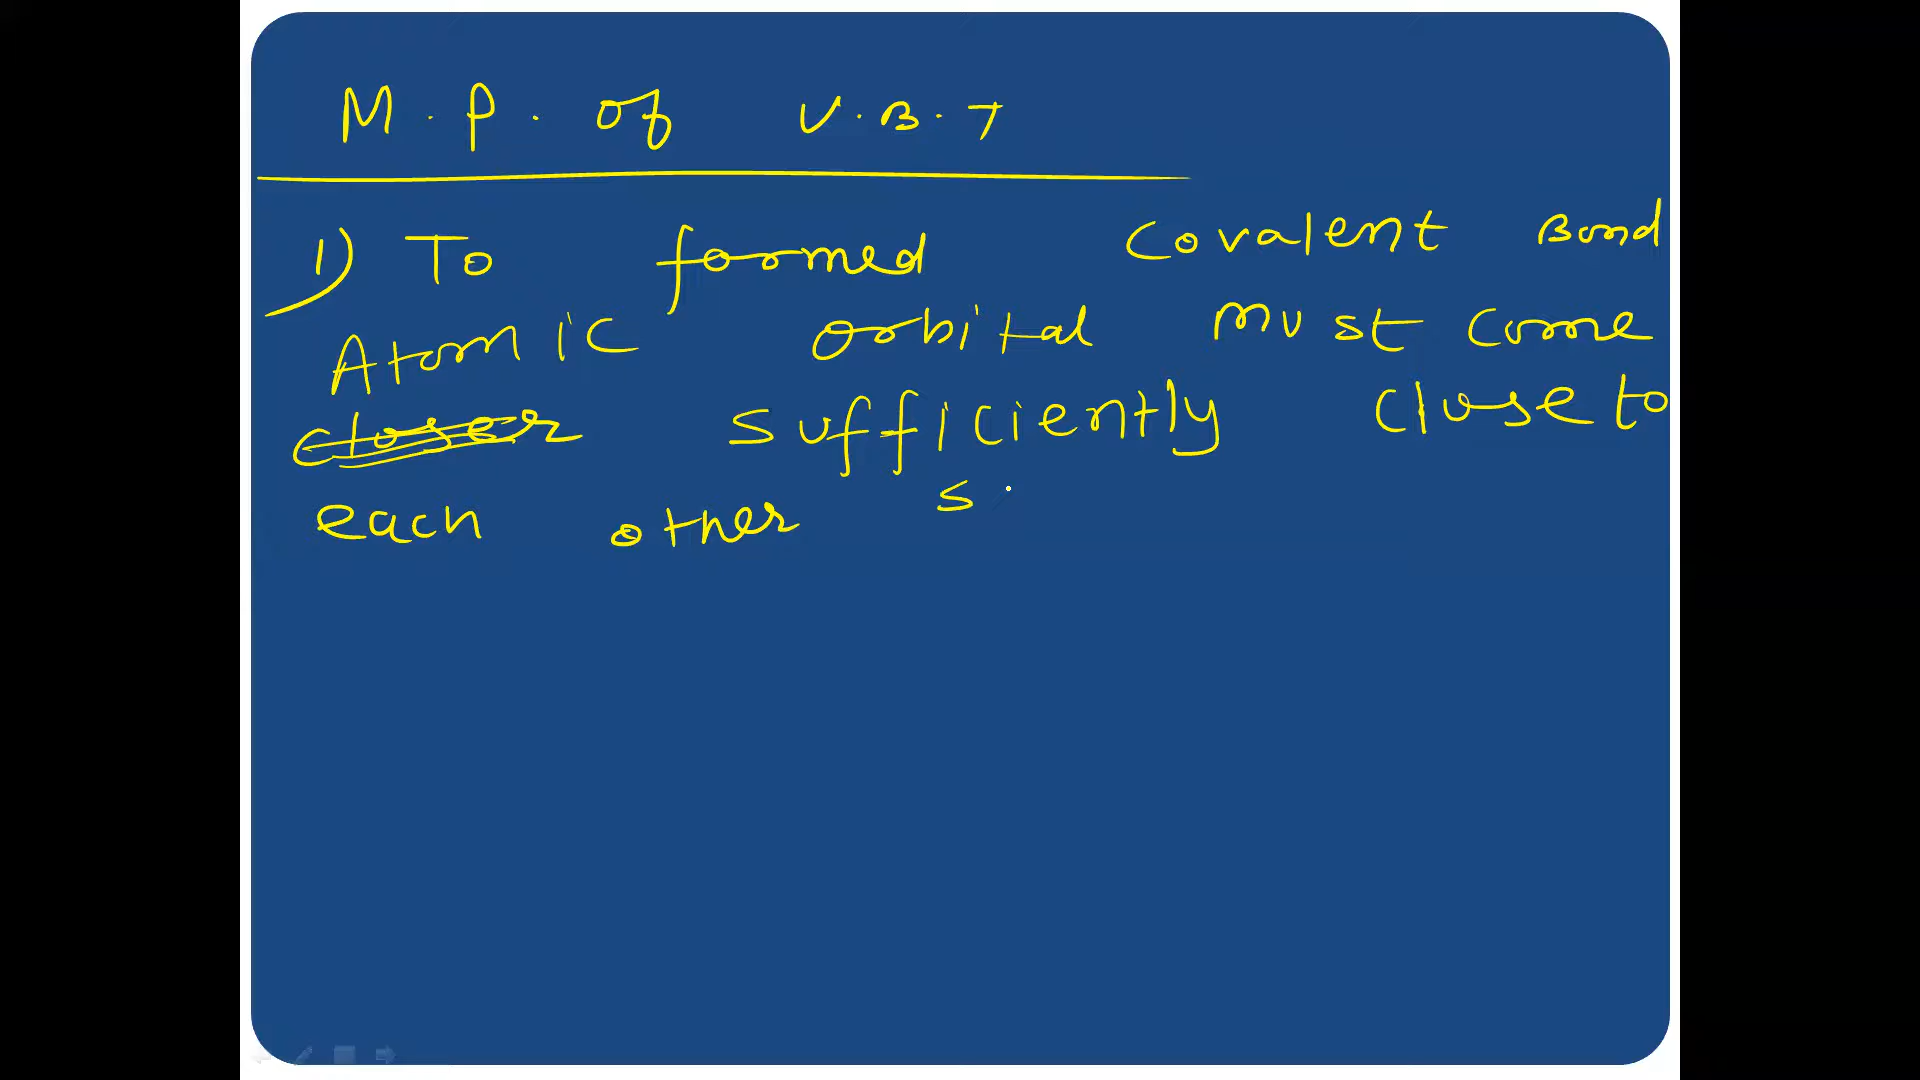 M.P. of V.B.T
1) To formed covalent Bond
Atomic orbital must come
closer sufficiently close to
each other s